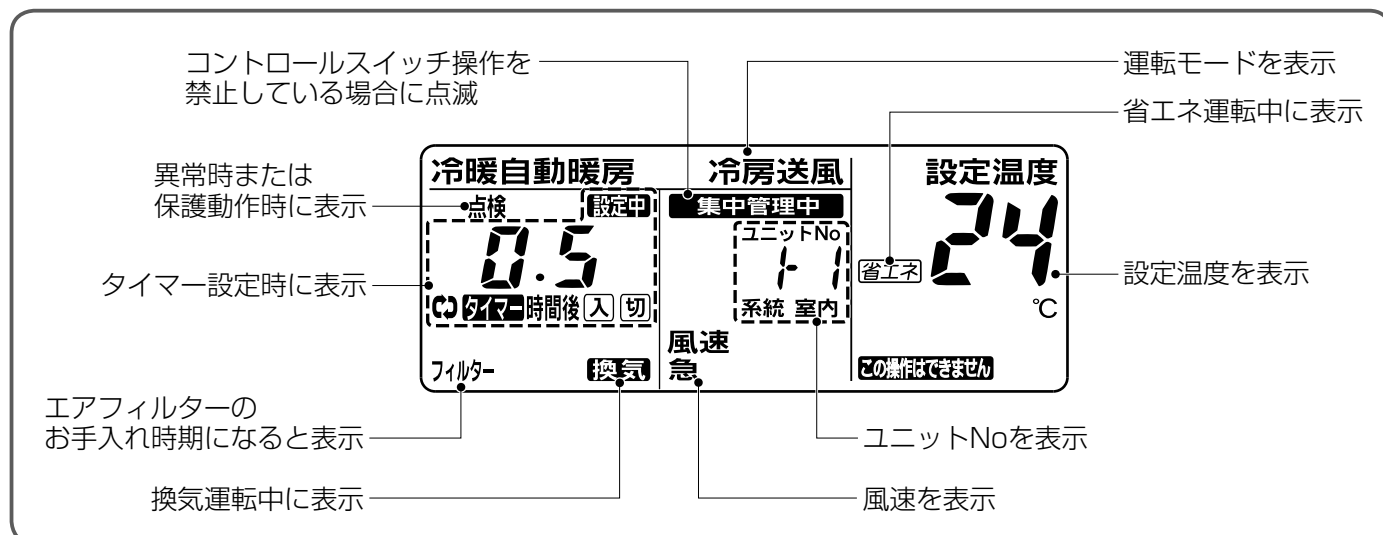 コントロールスイッチ操作を
禁止している場合に点滅
運転モードを表示
省エネ運転中に表示
異常時または
保護動作時に表示
タイマー設定時に表示
エアフィルターの
お手入れ時期になると表示
換気運転中に表示
冷暖自動暖房 冷房送風 設定温度
点検 設定中 集中管理中
ユニットNo
0.5 1-1 省エネ 24
℃
タイマー時間後 入 切 系統 室内
風速
フィルター 換気 急 この操作はできません
設定温度を表示
ユニットNoを表示
風速を表示